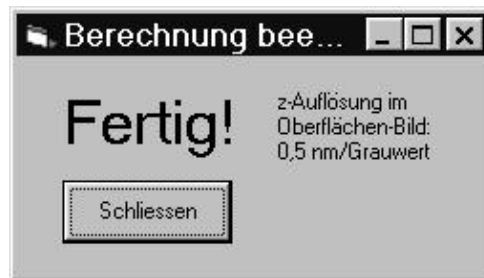 Berechnung bee...
Fertig!
z-Auflösung im
Oberflächen-Bild:
0,5 nm/Grauwert
Schliessen